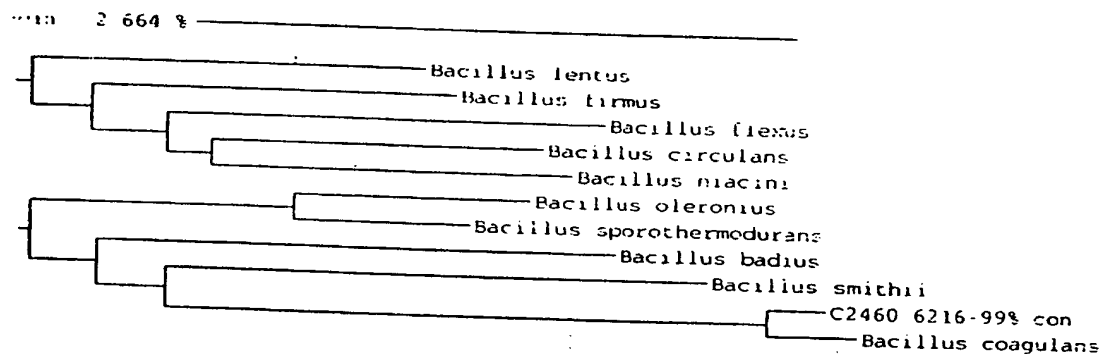 2 664 %
Bacillus lentus
Bacillus firmus
Bacillus flexus
Bacillus circulans
Bacillus niacini
Bacillus oleronius
Bacillus sporothermodurans
Bacillus badius
Bacillus smithii
C2460 6216-99% con
Bacillus coagulans